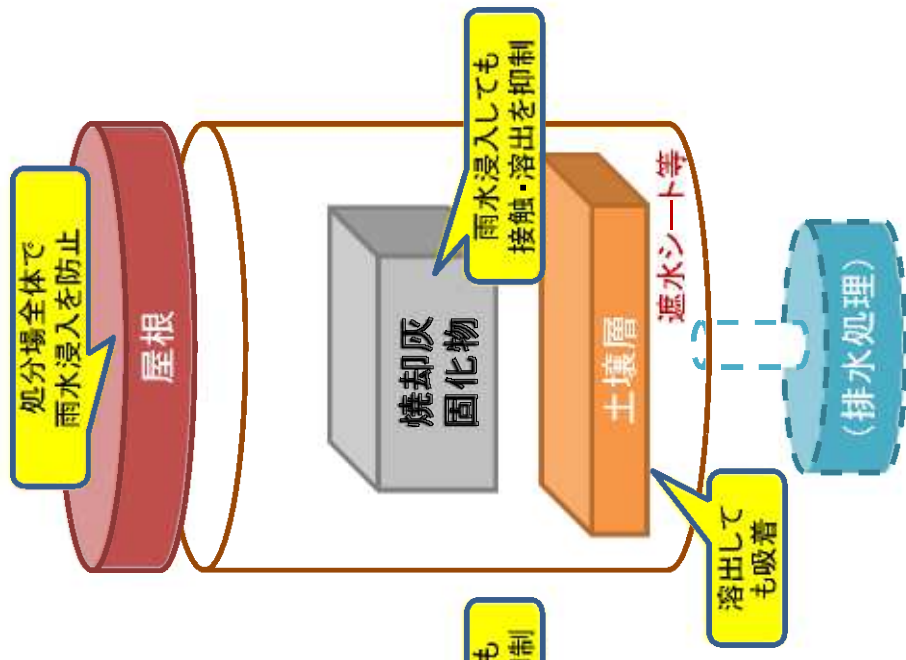 処分場全体で
雨水浸入を防止
屋根
雨水浸入しても
接触・溶出を抑制
焼却灰
固化物
土壌層
遮水シート等
溶出して
も吸着
(排水処理)
も
制